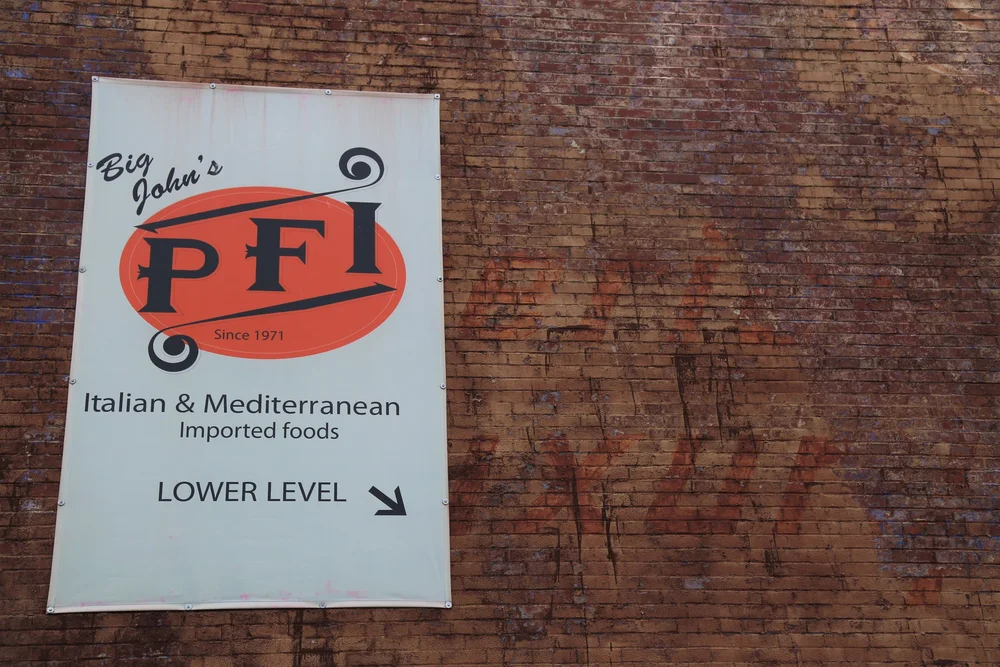 Big
John's
PFI
Since 1971
Italian & Mediterranean
Imported foods
LOWER LEVEL